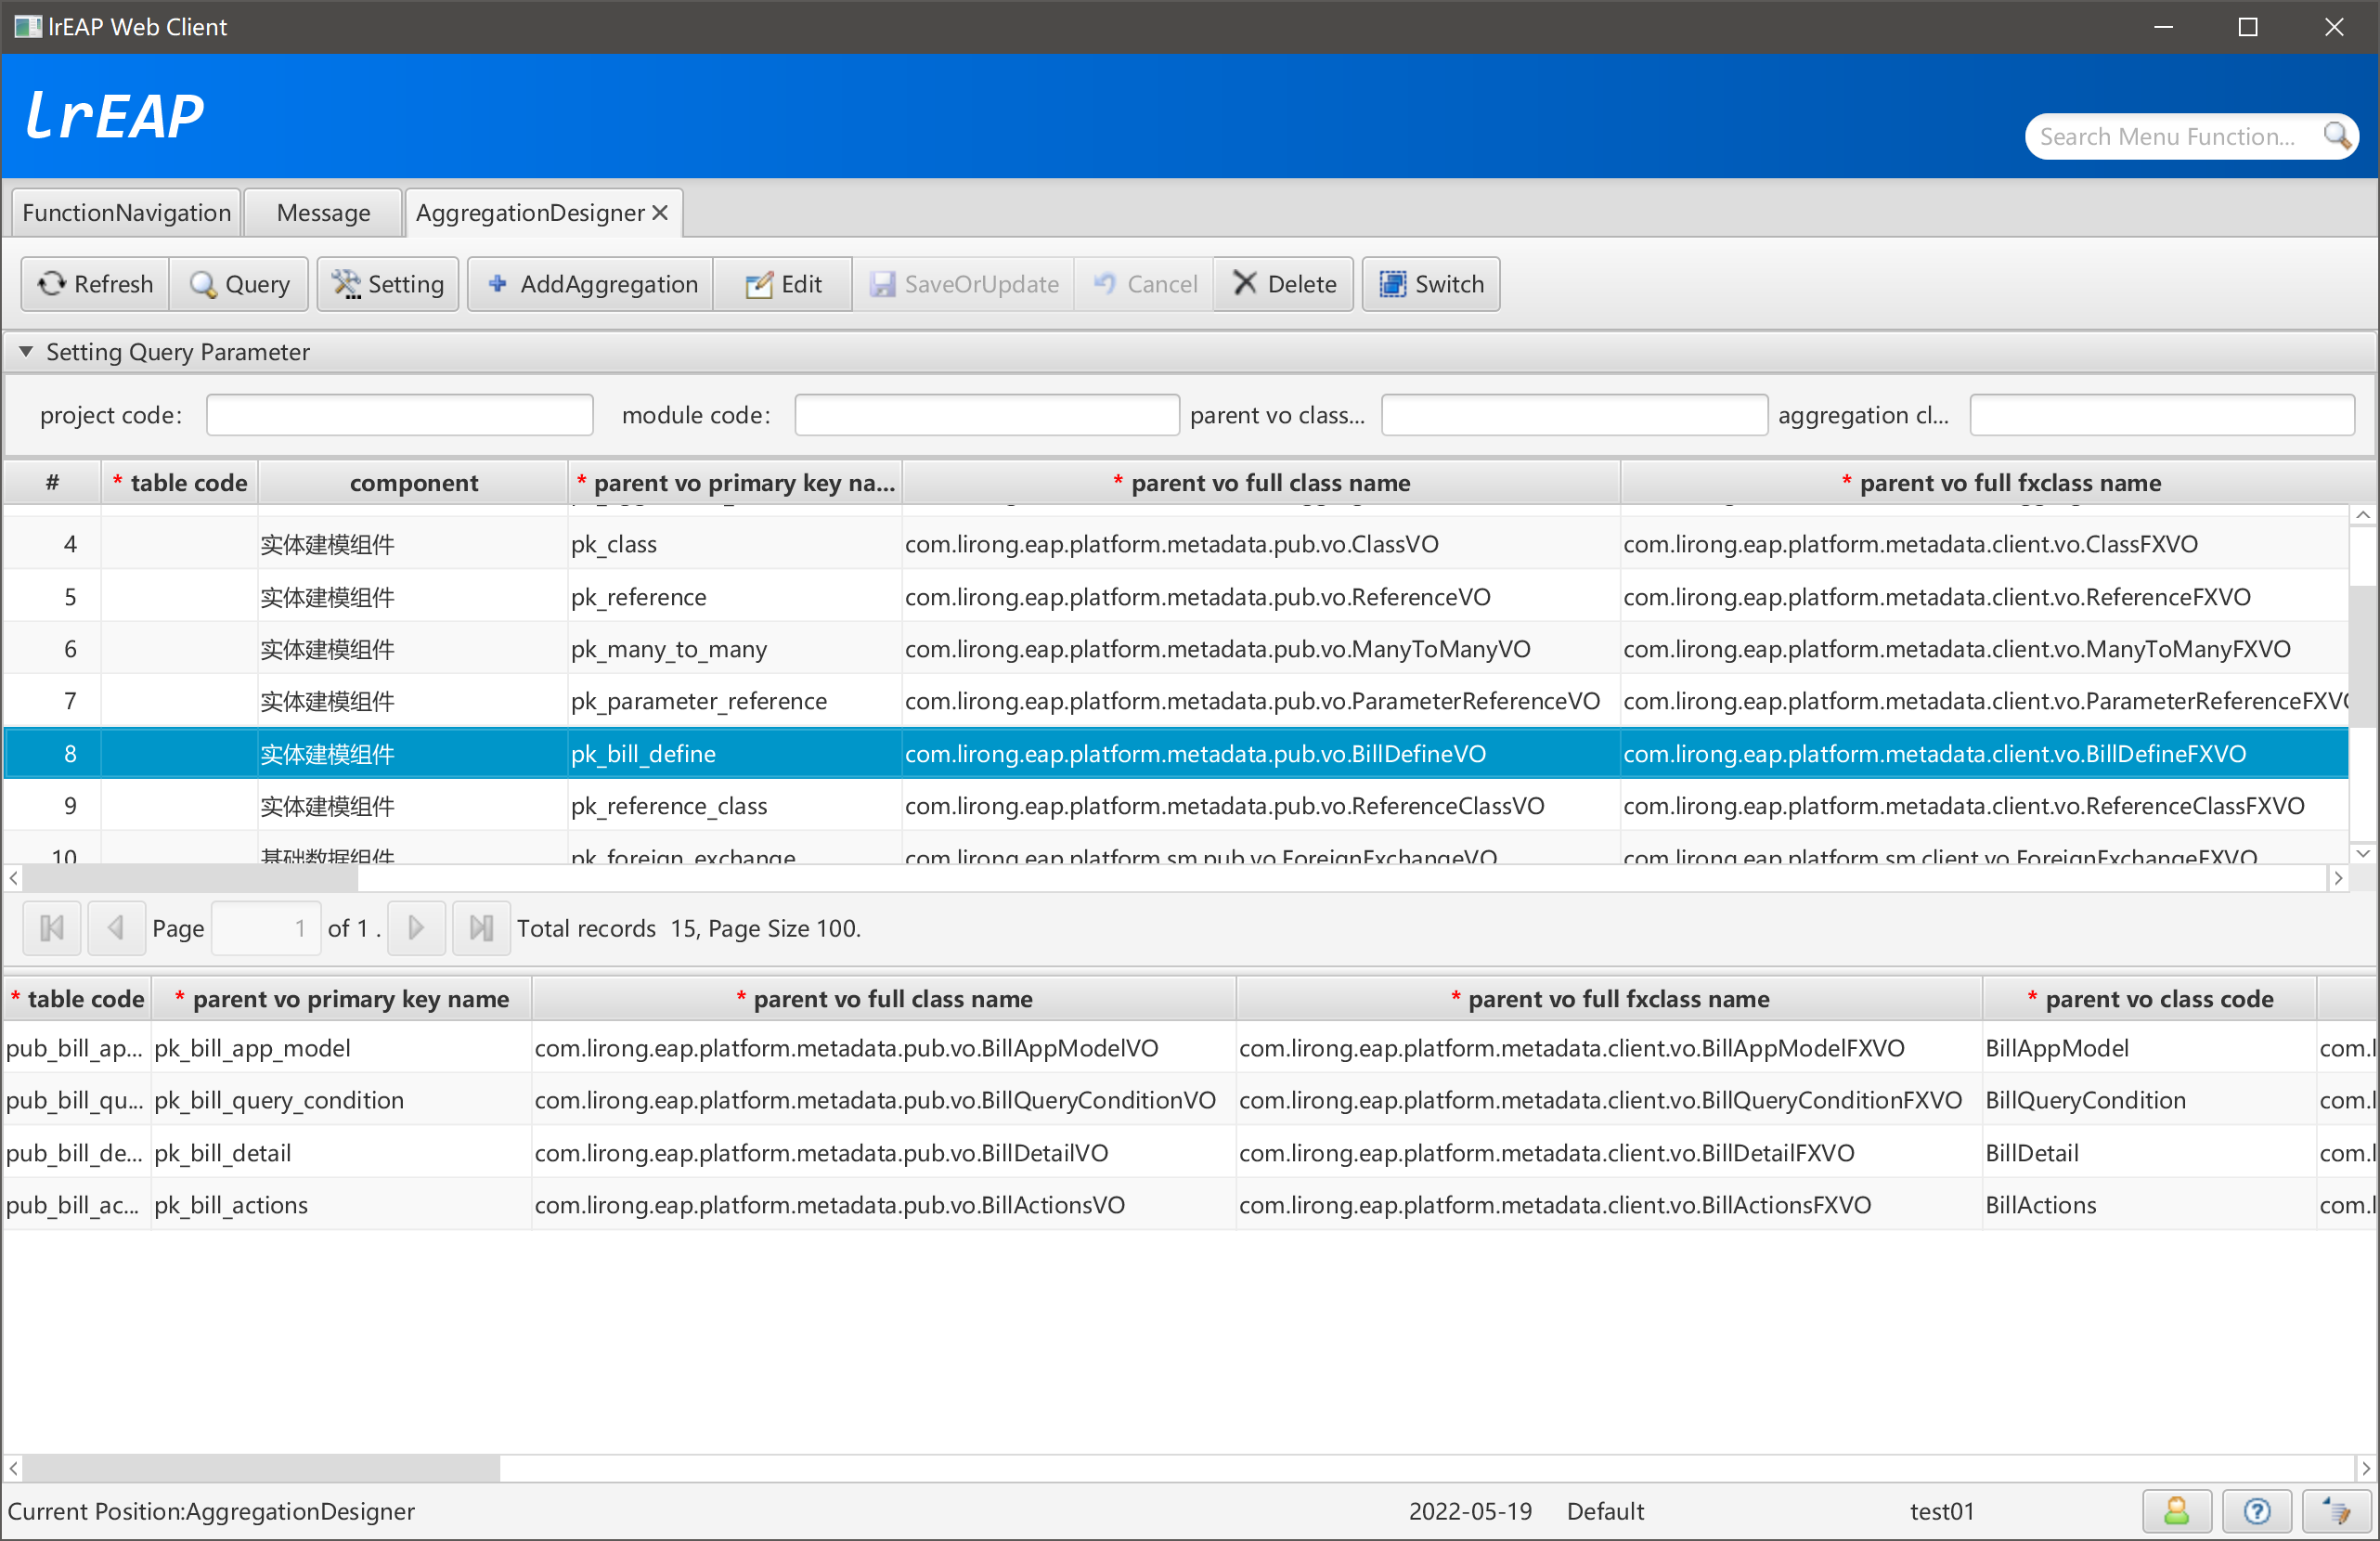 lrEAP Web Client
lrEAP
Search Menu Function...
FunctionNavigation Message AggregationDesigner
Refresh Query Setting AddAggregation Edit SaveOrUpdate Cancel Delete Switch
Setting Query Parameter
project code: module code: parent vo class... aggregation cl...
# * table code component * parent vo primary key na... * parent vo full class name * parent vo full fxclass name
4 实体建模组件 pk_class com.lirong.eap.platform.metadata.pub.vo.ClassVO com.lirong.eap.platform.metadata.client.vo.ClassFXVO
5 实体建模组件 pk_reference com.lirong.eap.platform.metadata.pub.vo.ReferenceVO com.lirong.eap.platform.metadata.client.vo.ReferenceFXVO
6 实体建模组件 pk_many_to_many com.lirong.eap.platform.metadata.pub.vo.ManyToManyVO com.lirong.eap.platform.metadata.client.vo.ManyToManyFXVO
7 实体建模组件 pk_parameter_reference com.lirong.eap.platform.metadata.pub.vo.ParameterReferenceVO com.lirong.eap.platform.metadata.client.vo.ParameterReferenceFXVO
8 实体建模组件 pk_bill_define com.lirong.eap.platform.metadata.pub.vo.BillDefineVO com.lirong.eap.platform.metadata.client.vo.BillDefineFXVO
9 实体建模组件 pk_reference_class com.lirong.eap.platform.metadata.pub.vo.ReferenceClassVO com.lirong.eap.platform.metadata.client.vo.ReferenceClassFXVO
10 基础数据组件 pk_foreign_exchange com.lirong.eap.platform.sm.pub.vo.ForeignExchangeVO com.lirong.eap.platform.sm.client.vo.ForeignExchangeFXVO
Page 1 of 1 . Total records 15, Page Size 100.
* table code * parent vo primary key name * parent vo full class name * parent vo full fxclass name * parent vo class code
pub_bill_ap... pk_bill_app_model com.lirong.eap.platform.metadata.pub.vo.BillAppModelVO com.lirong.eap.platform.metadata.client.vo.BillAppModelFXVO BillAppModel com.l
pub_bill_qu... pk_bill_query_condition com.lirong.eap.platform.metadata.pub.vo.BillQueryConditionVO com.lirong.eap.platform.metadata.client.vo.BillQueryConditionFXVO BillQueryCondition com.l
pub_bill_de... pk_bill_detail com.lirong.eap.platform.metadata.pub.vo.BillDetailVO com.lirong.eap.platform.metadata.client.vo.BillDetailFXVO BillDetail com.l
pub_bill_ac... pk_bill_actions com.lirong.eap.platform.metadata.pub.vo.BillActionsVO com.lirong.eap.platform.metadata.client.vo.BillActionsFXVO BillActions com.l
Current Position:AggregationDesigner 2022-05-19 Default test01